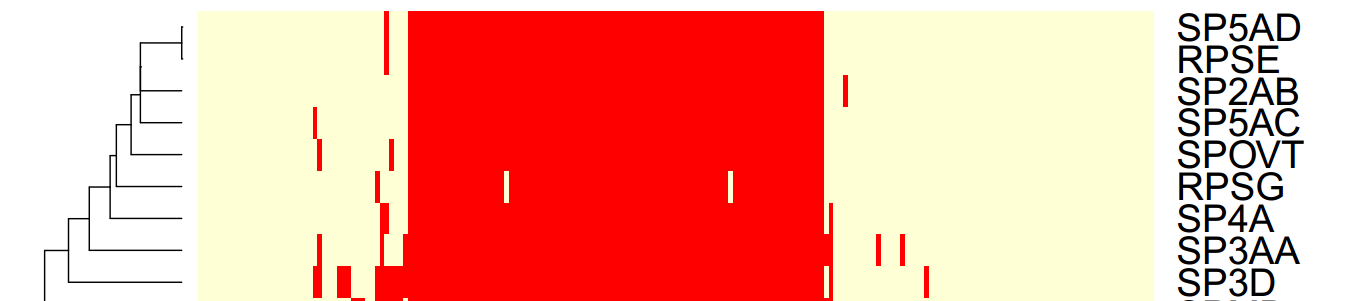 SP5AD
RPSE
SP2AB
SP5AC
SPOVT
RPSG
SP4A
SP3AA
SP3D